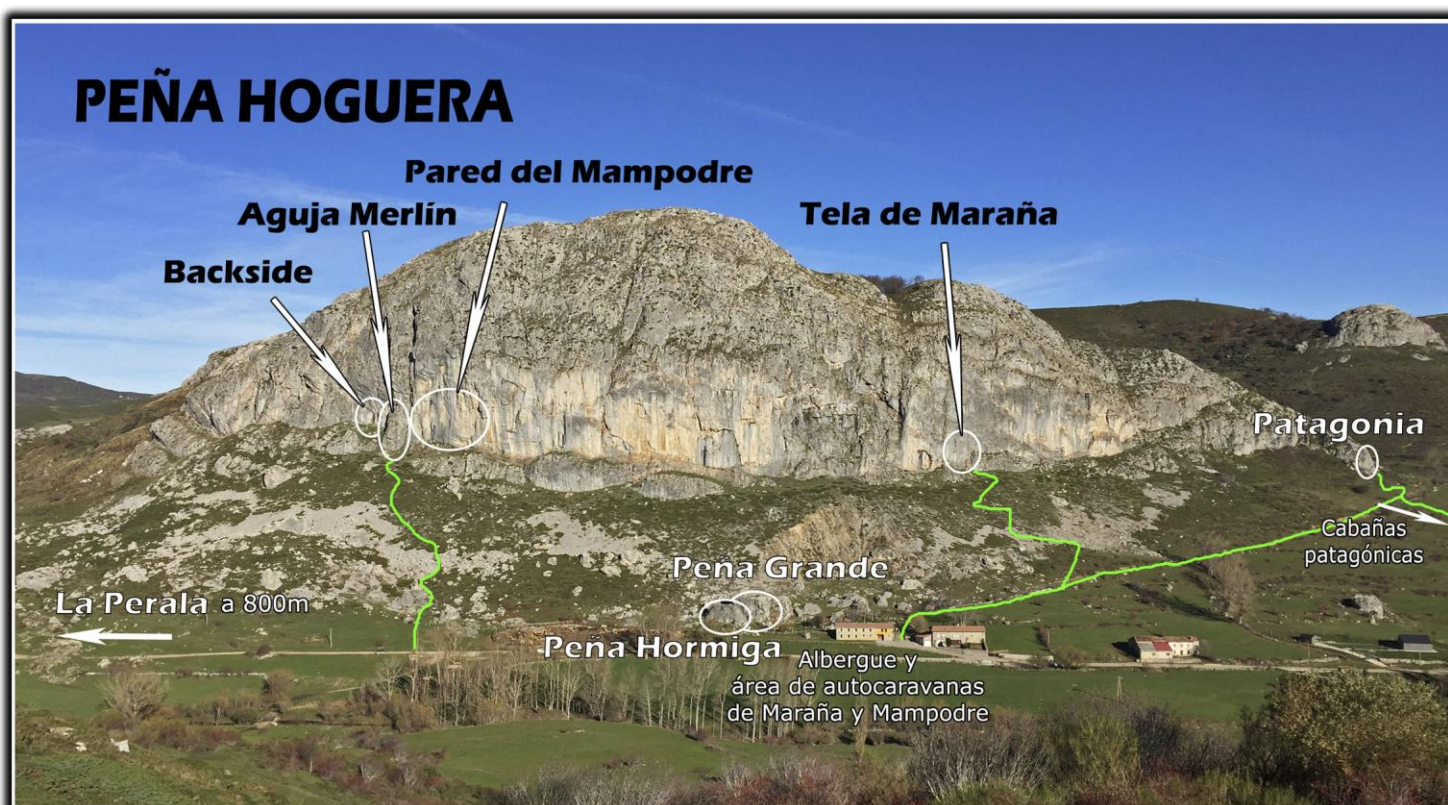 PEÑA HOGUERA
Pared del Mampodre
Aguja Merlín
Tela de Maraña
Backside
Patagonia
Cabañas
patagónicas
Peña Grande
La Perala a 800m
Peña Hormiga
Albergue y
área de autocaravanas
de Maraña y Mampodre